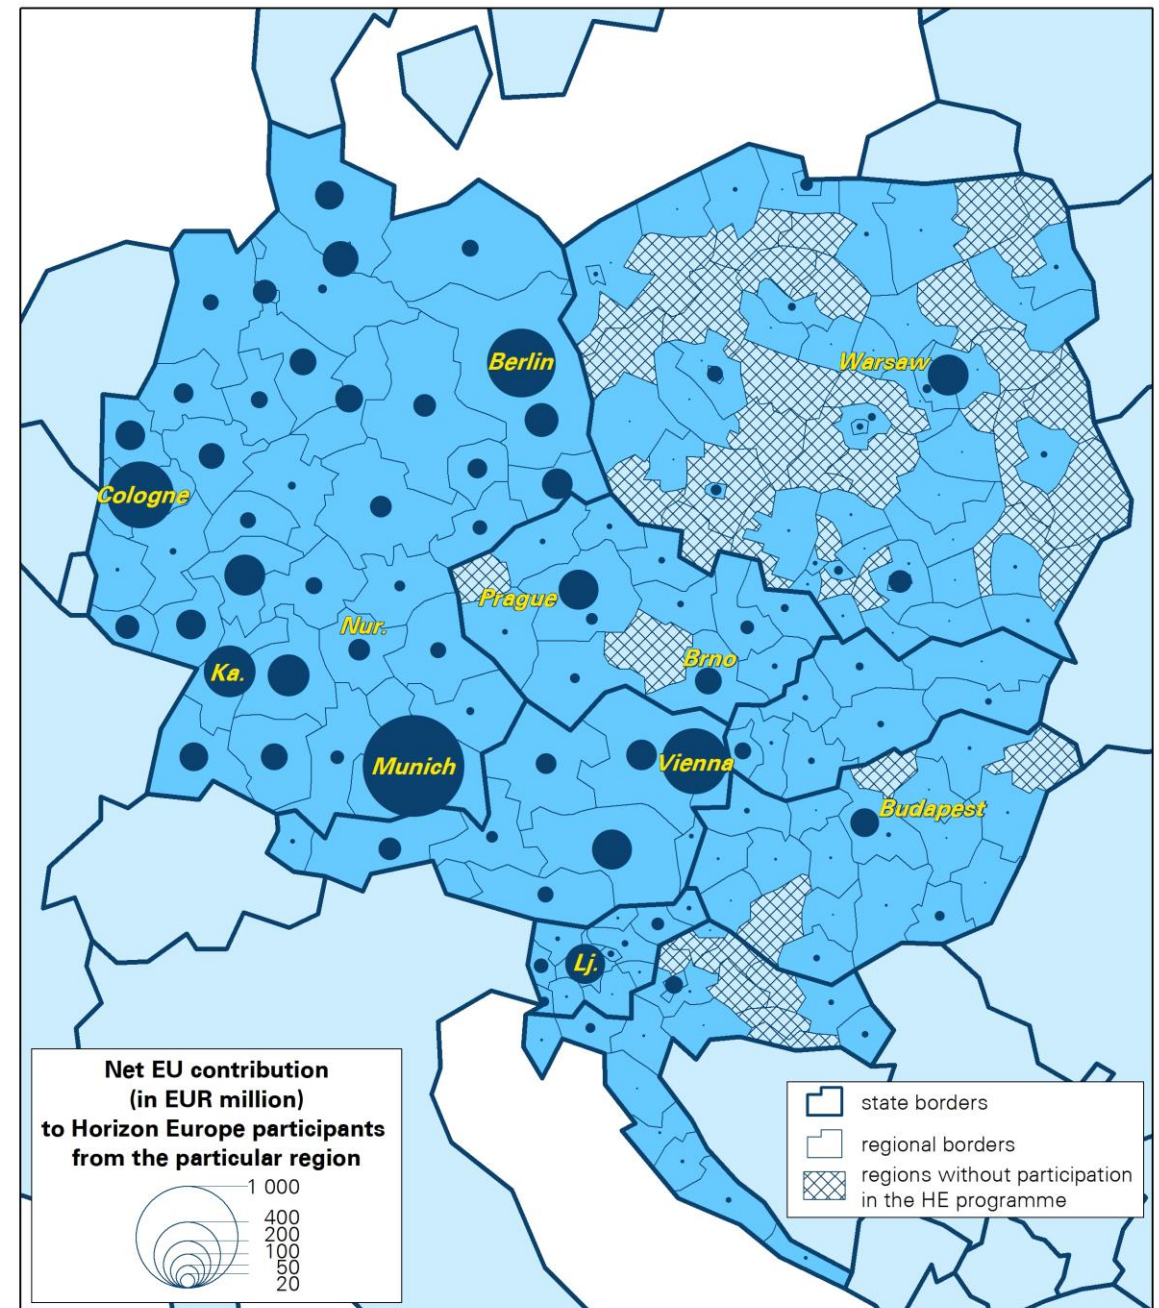 Berlin
Warsaw
Cologne
Prague
Nur.
Brno
Ka.
Munich
Vienna
Budapest
Lj.
Net EU contribution
(in EUR million)
to Horizon Europe participants
from the particular region
1 000
400
200
100
50
20
state borders
regional borders
regions without participation
in the HE programme